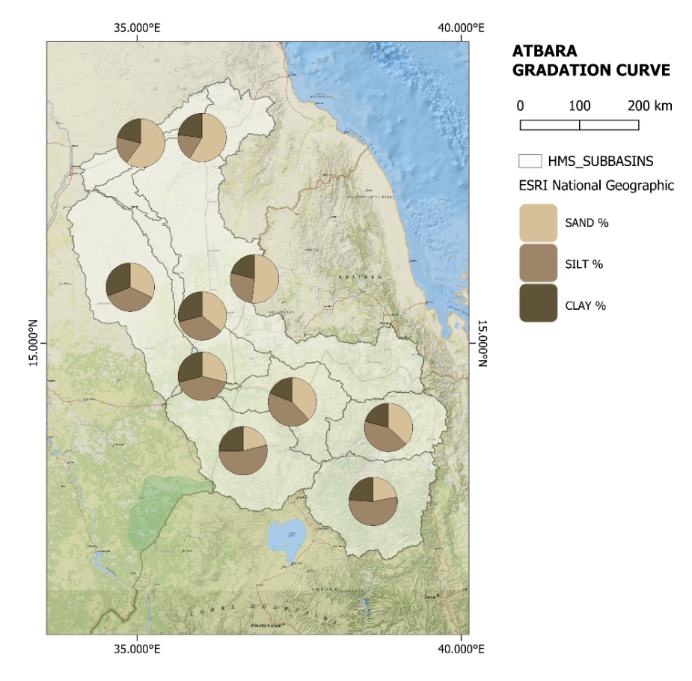 35.000°E
40.000°E
ATBARA
GRADATION CURVE
0 100 200 km
HMS_SUBBASINS
ESRI National Geographic
SAND %
SILT %
CLAY %
ERITREA
15.000°N
15.000°N
35.000°E
40.000°E